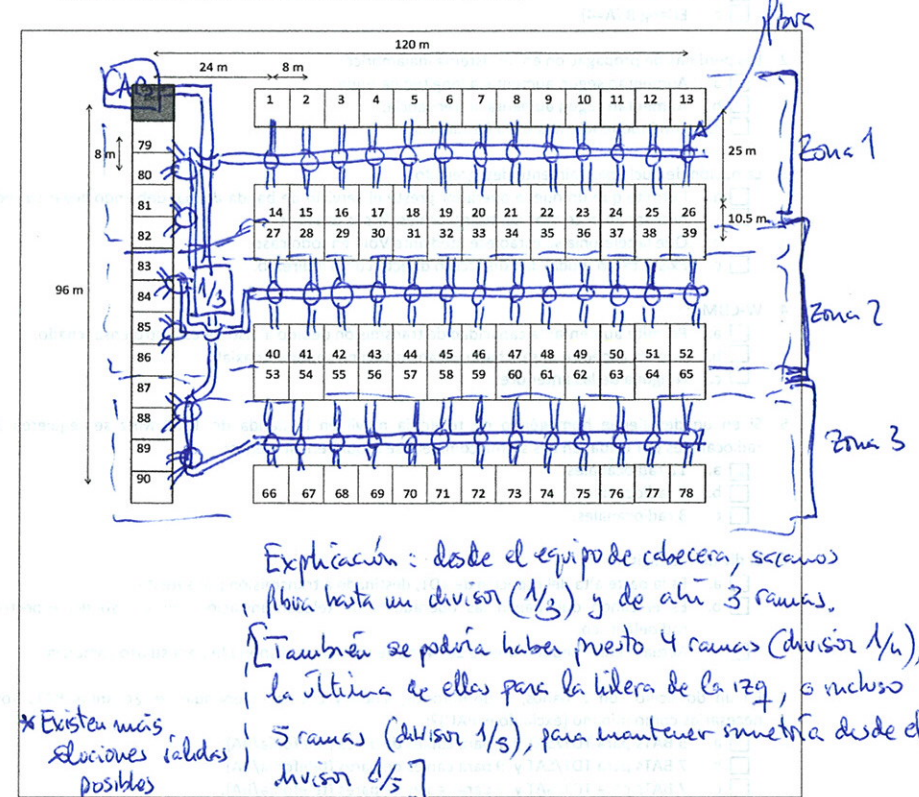 fibra
120 m
CAB
24 m
8 m
1 2 3 4 5 6 7 8 9 10 11 12 13
79
8 m
80
25 m
Zona 1
81
14 15 16 17 18 19 20 21 22 23 24 25 26
82
27 28 29 30 31 32 33 34 35 36 37 38 39
10.5 m
83
96 m
84
1/3
85
Zona 2
86
40 41 42 43 44 45 46 47 48 49 50 51 52
87
53 54 55 56 57 58 59 60 61 62 63 64 65
88
89
Zona 3
90
66 67 68 69 70 71 72 73 74 75 76 77 78
Explicación: desde el equipo de cabecera, sacamos
fibra hasta un divisor (1/3) y de ahí 3 ramas.
[También se podría haber puesto 4 ramas (divisor 1/4),
la última de ellas para la hilera de la izq, o incluso
5 ramas (divisor 1/5), para mantener simetría desde el
divisor 1/5]
* Existen más
soluciones válidas
posibles